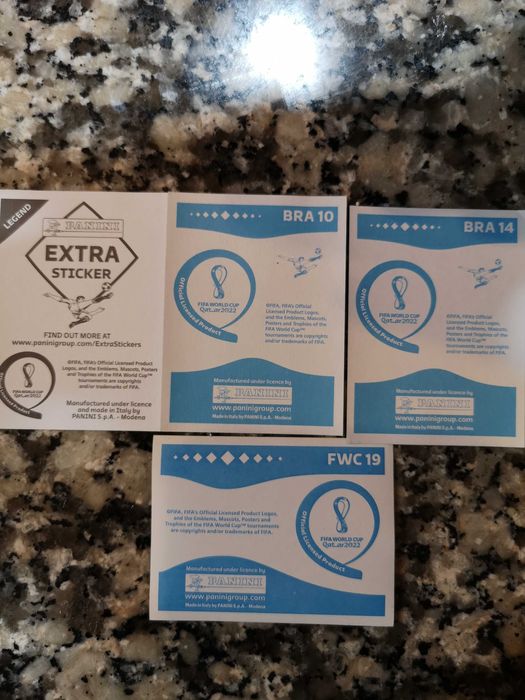 LEGEND
PANINI
EXTRA
STICKER
FIND OUT MORE AT
www.paninigroup.com/ExtraStickers
©FIFA, FIFA's Official Licensed Product
Logos, and the Emblems, Mascots, Posters
and Trophies of the FIFA World Cup™
tournaments are copyrights
and/or trademarks of FIFA.
FIFA WORLD CUP
Qatar2022
Official Licensed Product
Manufactured under licence
and made in Italy by
PANINI S.p.A. - Modena
BRA 10
FIFA WORLD CUP
Qatar2022
Official Licensed Product
©FIFA, FIFA's Official
Licensed Product Logos,
and the Emblems, Mascots,
Posters and Trophies of the
FIFA World Cup™
tournaments are copyrights
and/or trademarks of FIFA.
Manufactured under licence by
PANINI
www.paninigroup.com
Made in Italy by PANINI S.p.A. - Modena
BRA 14
FIFA WORLD CUP
Qatar2022
Official Licensed Product
©FIFA, FIFA's Official
Licensed Product Logos,
and the Emblems, Mascots,
Posters and Trophies of the
FIFA World Cup™
tournaments are copyrights
and/or trademarks of FIFA.
Manufactured under licence by
PANINI
www.paninigroup.com
Made in Italy by PANINI S.p.A. - Modena
FWC 19
©FIFA, FIFA's Official Licensed Product Logos,
and the Emblems, Mascots, Posters and
Trophies of the FIFA World Cup™ tournaments
are copyrights and/or trademarks of FIFA.
FIFA WORLD CUP
Qatar2022
Official Licensed Product
Manufactured under licence by
PANINI
www.paninigroup.com
Made in Italy by PANINI S.p.A. - Modena